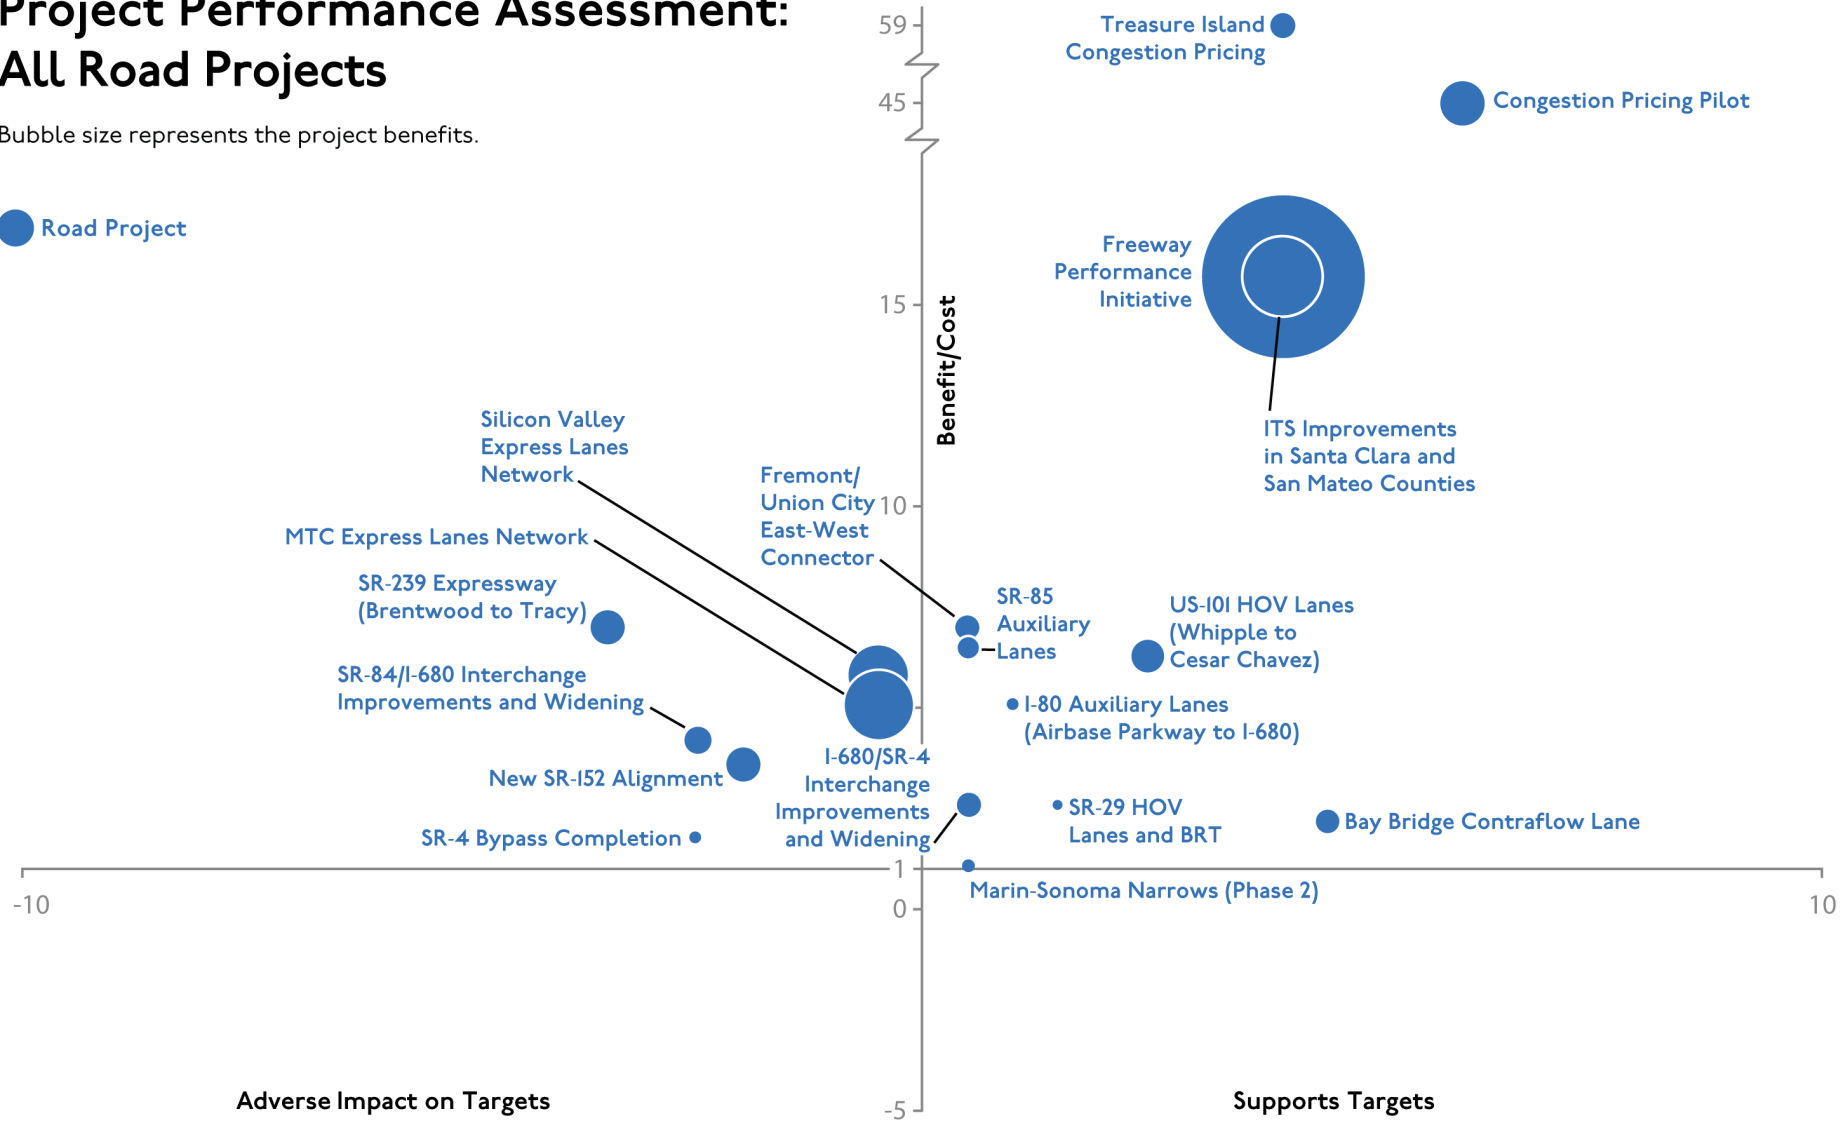 Project Performance Assessment:
All Road Projects
Bubble size represents the project benefits.
Road Project
59
Treasure Island
Congestion Pricing
45
Congestion Pricing Pilot
Freeway
Performance
Initiative
15
Benefit/Cost
ITS Improvements
in Santa Clara and
San Mateo Counties
Silicon Valley
Express Lanes
Network
Fremont/
Union City
East-West
Connector
10
MTC Express Lanes Network
SR-239 Expressway
(Brentwood to Tracy)
SR-85
Auxiliary
Lanes
US-101 HOV Lanes
(Whipple to
Cesar Chavez)
SR-84/I-680 Interchange
Improvements and Widening
I-80 Auxiliary Lanes
(Airbase Parkway to I-680)
New SR-152 Alignment
I-680/SR-4
Interchange
Improvements
and Widening
SR-29 HOV
Lanes and BRT
Bay Bridge Contraflow Lane
SR-4 Bypass Completion
1
Marin-Sonoma Narrows (Phase 2)
-10
0
10
-5
Adverse Impact on Targets
Supports Targets